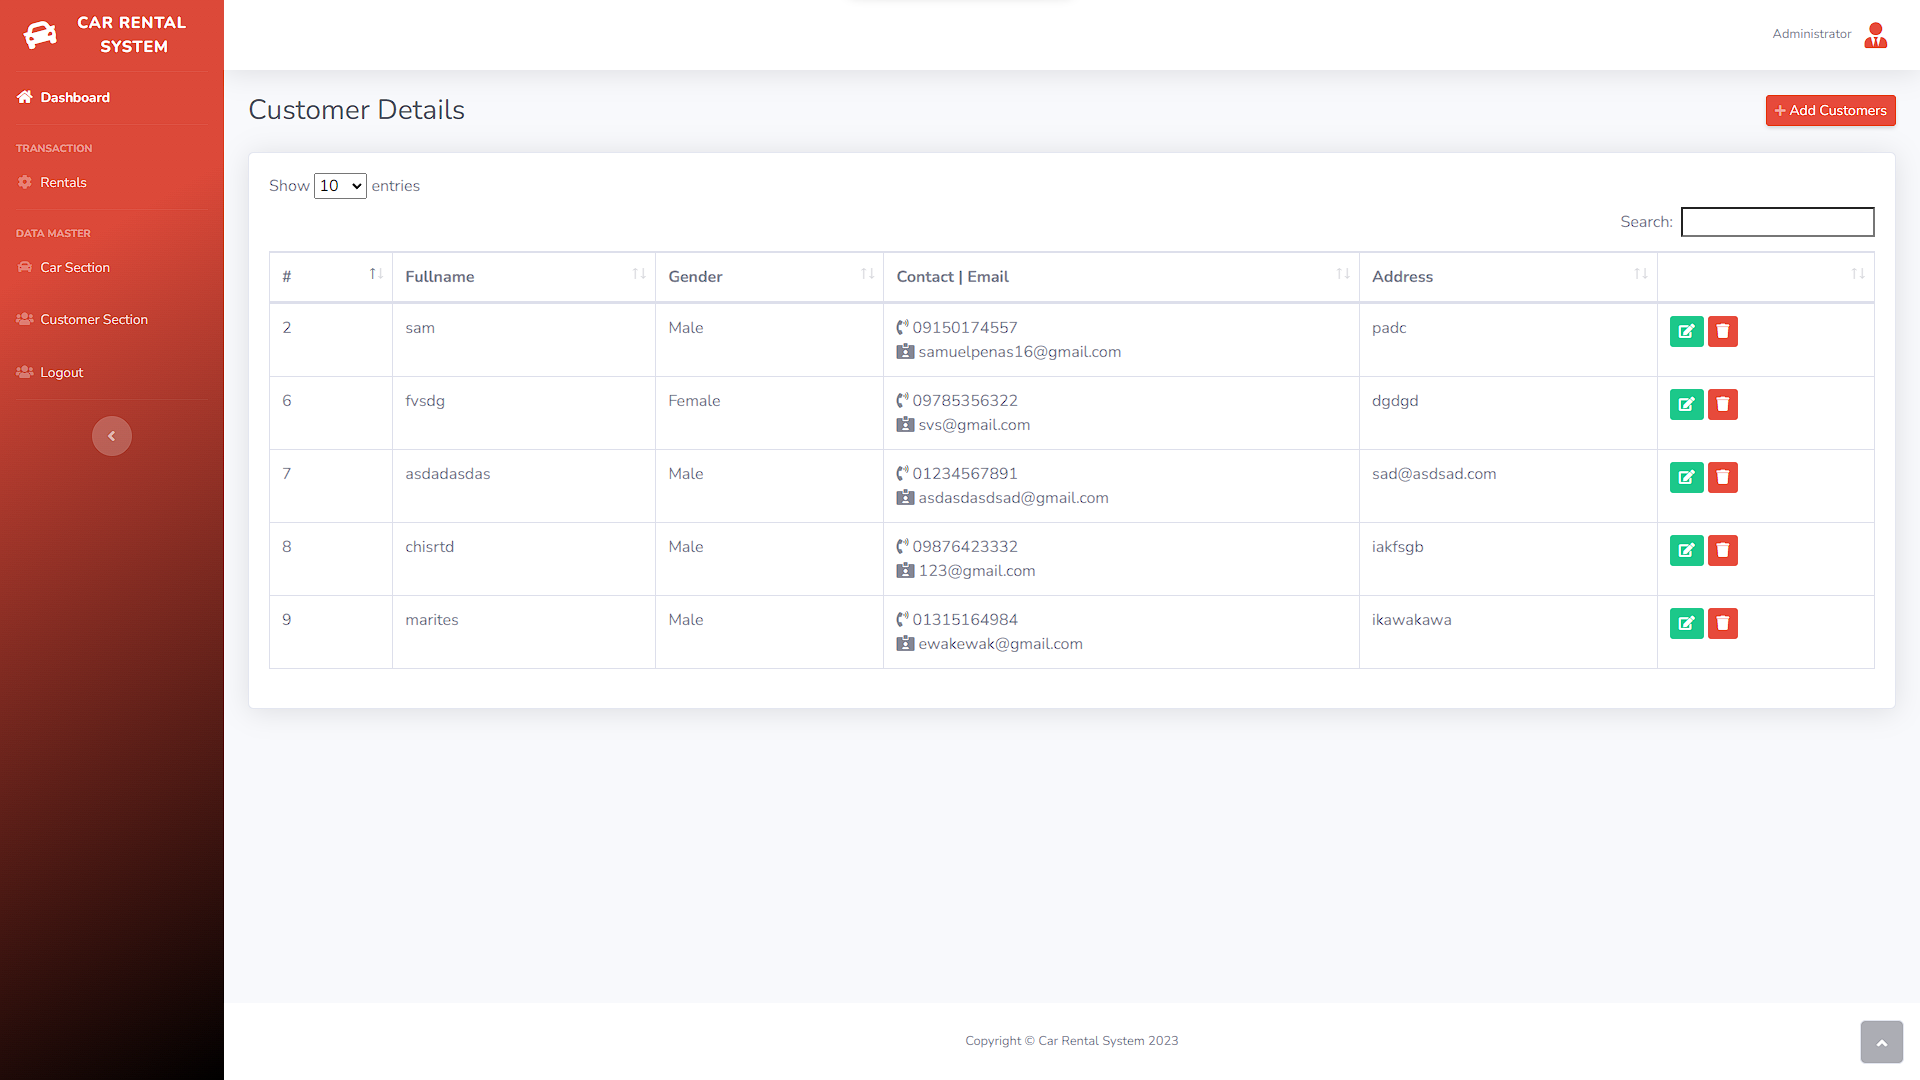 CAR RENTAL
SYSTEM
Administrator
Dashboard
TRANSACTION
Rentals
DATA MASTER
Car Section
Customer Section
Logout
Customer Details
+ Add Customers
Show 10 entries
Search:
# Fullname Gender Contact | Email Address
2 sam Male 09150174557 padc
samuelpenas16@gmail.com
6 fvsdg Female 09785356322 dgdgd
svs@gmail.com
7 asdadasdas Male 01234567891 sad@asdsad.com
asdasdasdsad@gmail.com
8 chisrtd Male 09876423332 iakfsgb
123@gmail.com
9 marites Male 01315164984 ikawakawa
ewakewak@gmail.com
Copyright © Car Rental System 2023